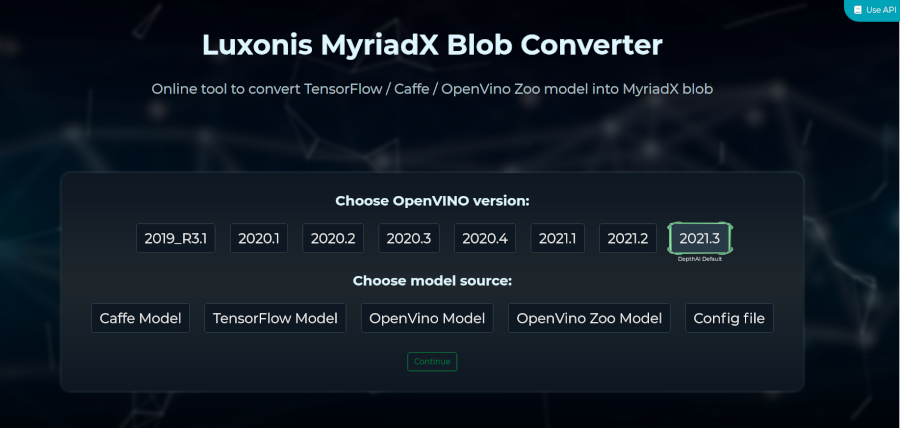 Use API
Luxonis MyriadX Blob Converter
Online tool to convert TensorFlow / Caffe / OpenVino Zoo model into MyriadX blob
Choose OpenVINO version:
2019_R3.1 2020.1 2020.2 2020.3 2020.4 2021.1 2021.2 2021.3
DepthAI Default
Choose model source:
Caffe Model TensorFlow Model OpenVino Model OpenVino Zoo Model Config file
Continue